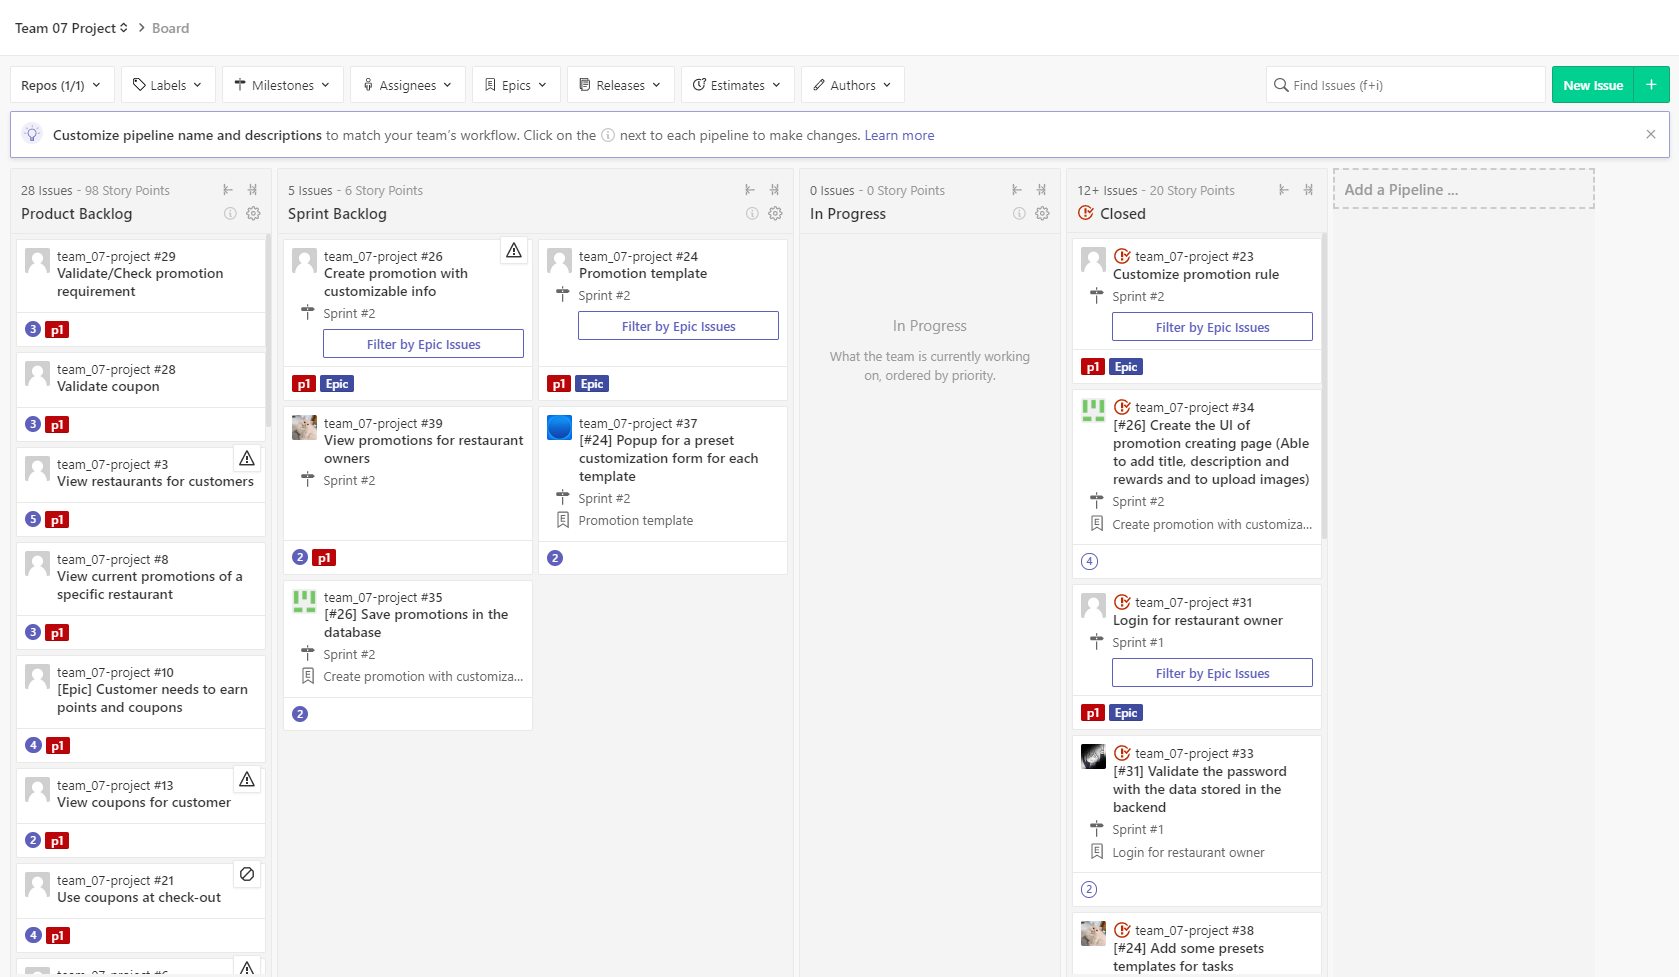 Team 07 Project > Board
Repos (1/1) Labels Milestones Assignees Epics Releases Estimates Authors Find Issues (f+i) New Issue +
Customize pipeline name and descriptions to match your team's workflow. Click on the ⓘ next to each pipeline to make changes. Learn more
28 Issues - 98 Story Points
Product Backlog
team_07-project #29
Validate/Check promotion
requirement
3 p1
team_07-project #28
Validate coupon
3 p1
team_07-project #3
View restaurants for customers
5 p1
team_07-project #8
View current promotions of a
specific restaurant
3 p1
team_07-project #10
[Epic] Customer needs to earn
points and coupons
4 p1
team_07-project #13
View coupons for customer
2 p1
team_07-project #21
Use coupons at check-out
4 p1
5 Issues - 6 Story Points
Sprint Backlog
team_07-project #26
Create promotion with
customizable info
Sprint #2
Filter by Epic Issues
p1 Epic
team_07-project #24
Promotion template
Sprint #2
Filter by Epic Issues
p1 Epic
team_07-project #39
View promotions for restaurant
owners
Sprint #2
2 p1
team_07-project #37
[#24] Popup for a preset
customization form for each
template
Sprint #2
Promotion template
2
team_07-project #35
[#26] Save promotions in the
database
Sprint #2
Create promotion with customiza...
2
0 Issues - 0 Story Points
In Progress
In Progress
What the team is currently working
on, ordered by priority.
12+ Issues - 20 Story Points
Closed
team_07-project #23
Customize promotion rule
Sprint #2
Filter by Epic Issues
p1 Epic
team_07-project #34
[#26] Create the UI of
promotion creating page (Able
to add title, description and
rewards and to upload images)
Sprint #2
Create promotion with customiza...
4
team_07-project #31
Login for restaurant owner
Sprint #1
Filter by Epic Issues
p1 Epic
team_07-project #33
[#31] Validate the password
with the data stored in the
backend
Sprint #1
Login for restaurant owner
2
team_07-project #38
[#24] Add some presets
templates for tasks
Add a Pipeline ...